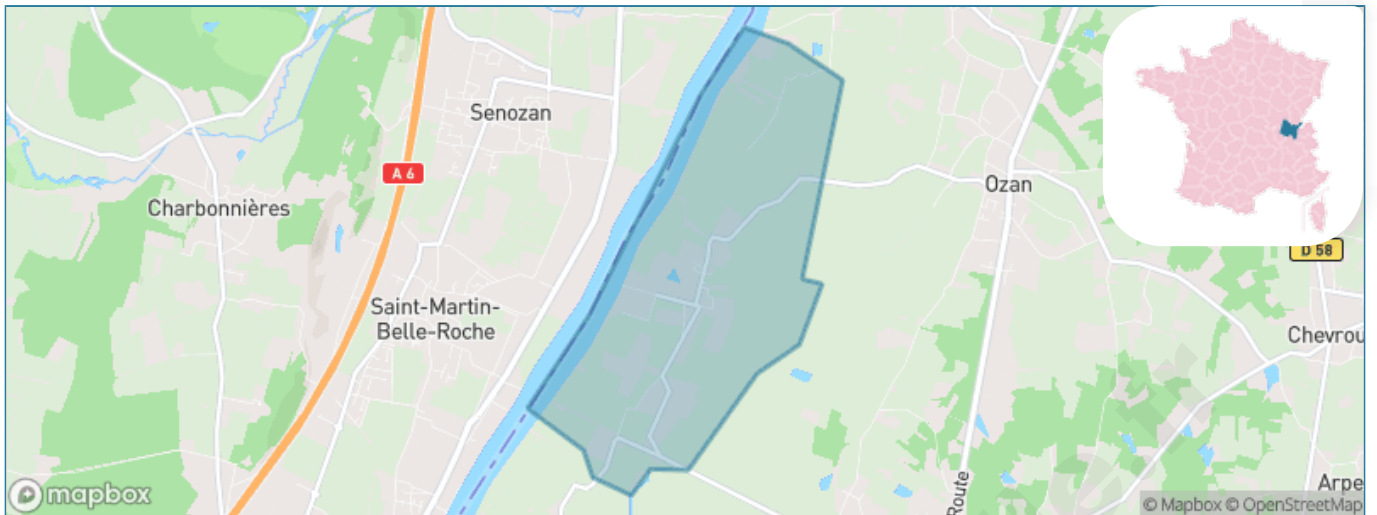 Senozan
A 6
Ozan
Charbonnières
D 58
Saint-Martin-
Belle-Roche
Chevrou
Route
Arpe
mapbox
© Mapbox © OpenStreetMap